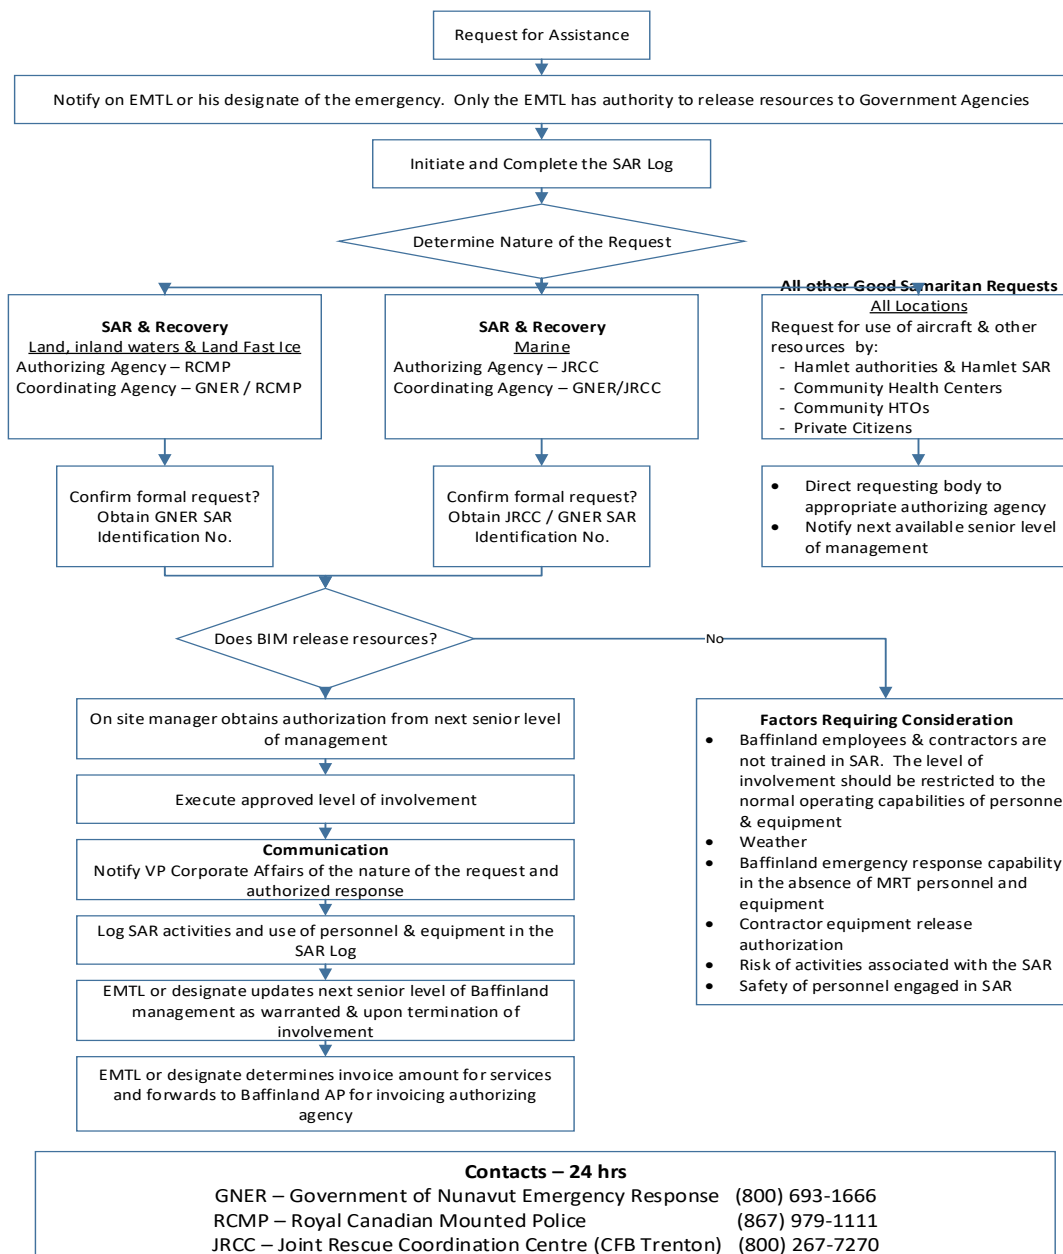 Request for Assistance
Notify on EMTL or his designate of the emergency.  Only the EMTL has authority to release resources to Government Agencies
Initiate and Complete the SAR Log
Determine Nature of the Request
SAR & Recovery
Land, inland waters & Land Fast Ice
Authorizing Agency – RCMP
Coordinating Agency – GNER / RCMP
SAR & Recovery
Marine
Authorizing Agency – JRCC
Coordinating Agency – GNER/JRCC
All other Good Samaritan Requests
All Locations
Request for use of aircraft & other
resources by:
- Hamlet authorities & Hamlet SAR
- Community Health Centers
- Community HTOs
- Private Citizens
Confirm formal request?
Obtain GNER SAR
Identification No.
Confirm formal request?
Obtain JRCC / GNER SAR
Identification No.
• Direct requesting body to
appropriate authorizing agency
• Notify next available senior level
of management
Does BIM release resources?
No
On site manager obtains authorization from next senior level
of management
Execute approved level of involvement
Communication
Notify VP Corporate Affairs of the nature of the request and
authorized response
Log SAR activities and use of personnel & equipment in the
SAR Log
EMTL or designate updates next senior level of Baffinland
management as warranted & upon termination of
involvement
EMTL or designate determines invoice amount for services
and forwards to Baffinland AP for invoicing authorizing
agency
Factors Requiring Consideration
• Baffinland employees & contractors are
not trained in SAR.  The level of
involvement should be restricted to the
normal operating capabilities of personne
& equipment
• Weather
• Baffinland emergency response capability
in the absence of MRT personnel and
equipment
• Contractor equipment release
authorization
• Risk of activities associated with the SAR
• Safety of personnel engaged in SAR
Contacts – 24 hrs
GNER – Government of Nunavut Emergency Response (800) 693-1666
RCMP – Royal Canadian Mounted Police (867) 979-1111
JRCC – Joint Rescue Coordination Centre (CFB Trenton) (800) 267-7270